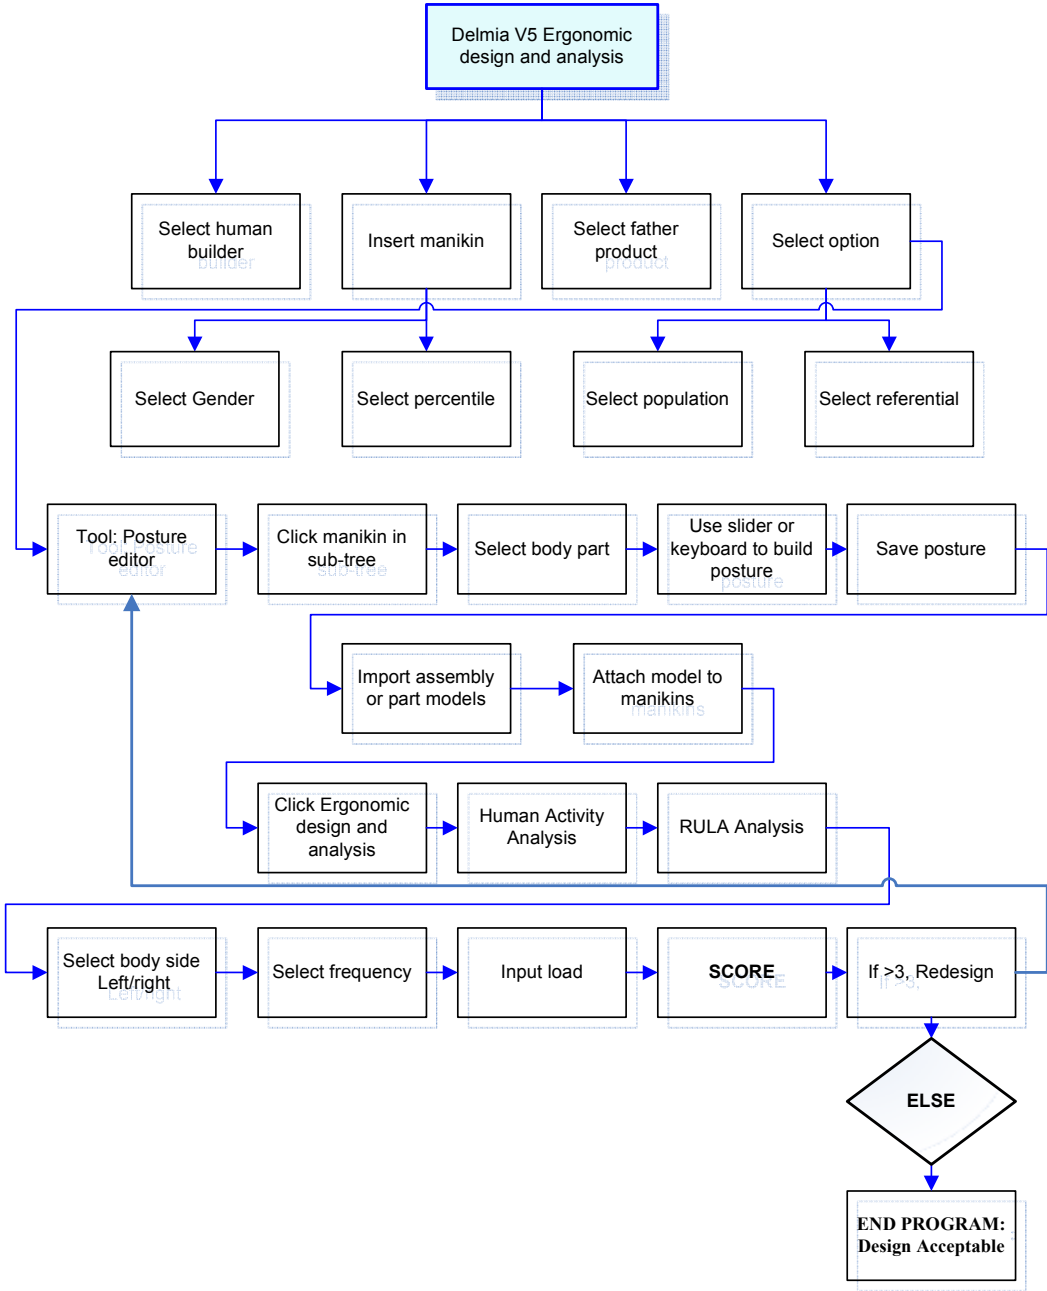 Delmia V5 Ergonomic
design and analysis
Select human
builder
Insert manikin
Select father
product
Select option
Select Gender
Select percentile
Select population
Select referential
Tool: Posture
editor
Click manikin in
sub-tree
Select body part
Use slider or
keyboard to build
posture
Save posture
Import assembly
or part models
Attach model to
manikins
Click Ergonomic
design and
analysis
Human Activity
Analysis
RULA Analysis
Select body side
Left/right
Select frequency
Input load
SCORE
If >3, Redesign
ELSE
END PROGRAM:
Design Acceptable